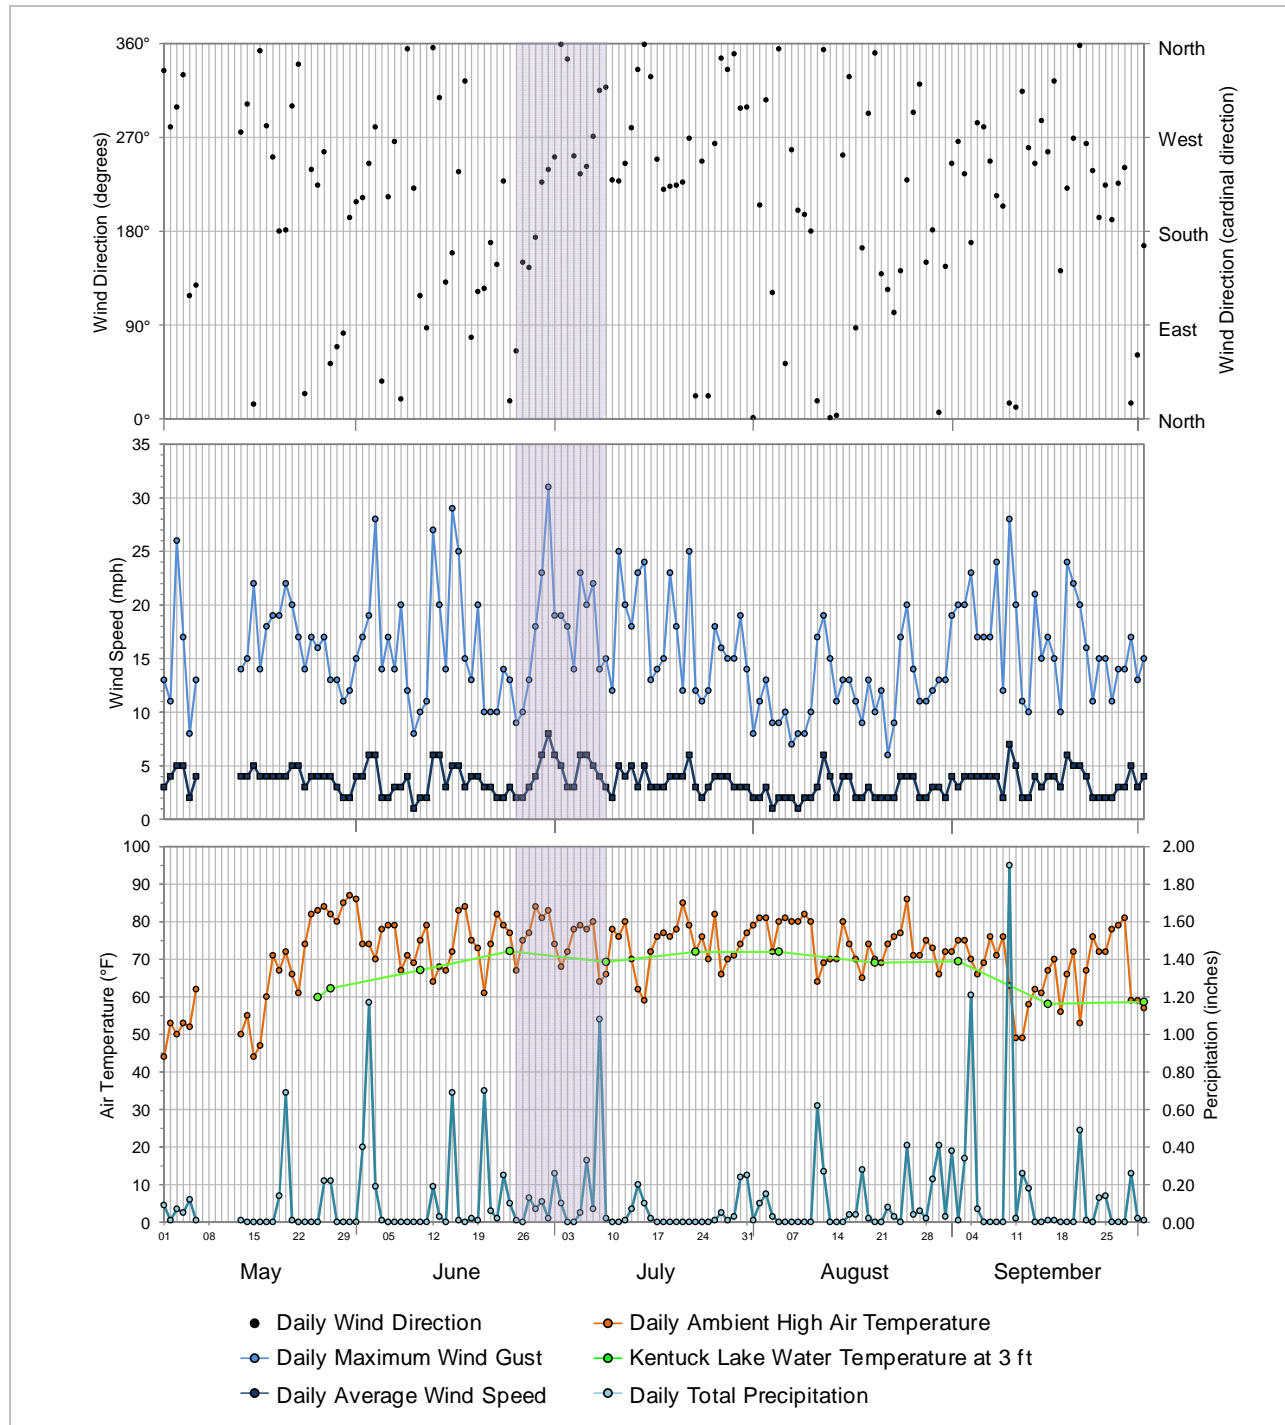 360°
270°
180°
90°
0°
Wind Direction (degrees)
North
West
South
East
North
Wind Direction (cardinal direction)
35
30
25
20
15
10
5
0
Wind Speed (mph)
100
90
80
70
60
50
40
30
20
10
0
Air Temperature (°F)
2.00
1.80
1.60
1.40
1.20
1.00
0.80
0.60
0.40
0.20
0.00
Percipitation (inches)
01 08 15 22 29 05 12 19 26 03 10 17 24 31 07 14 21 28 04 11 18 25
May June July August September
Daily Wind Direction Daily Ambient High Air Temperature
Daily Maximum Wind Gust Kentuck Lake Water Temperature at 3 ft
Daily Average Wind Speed Daily Total Precipitation